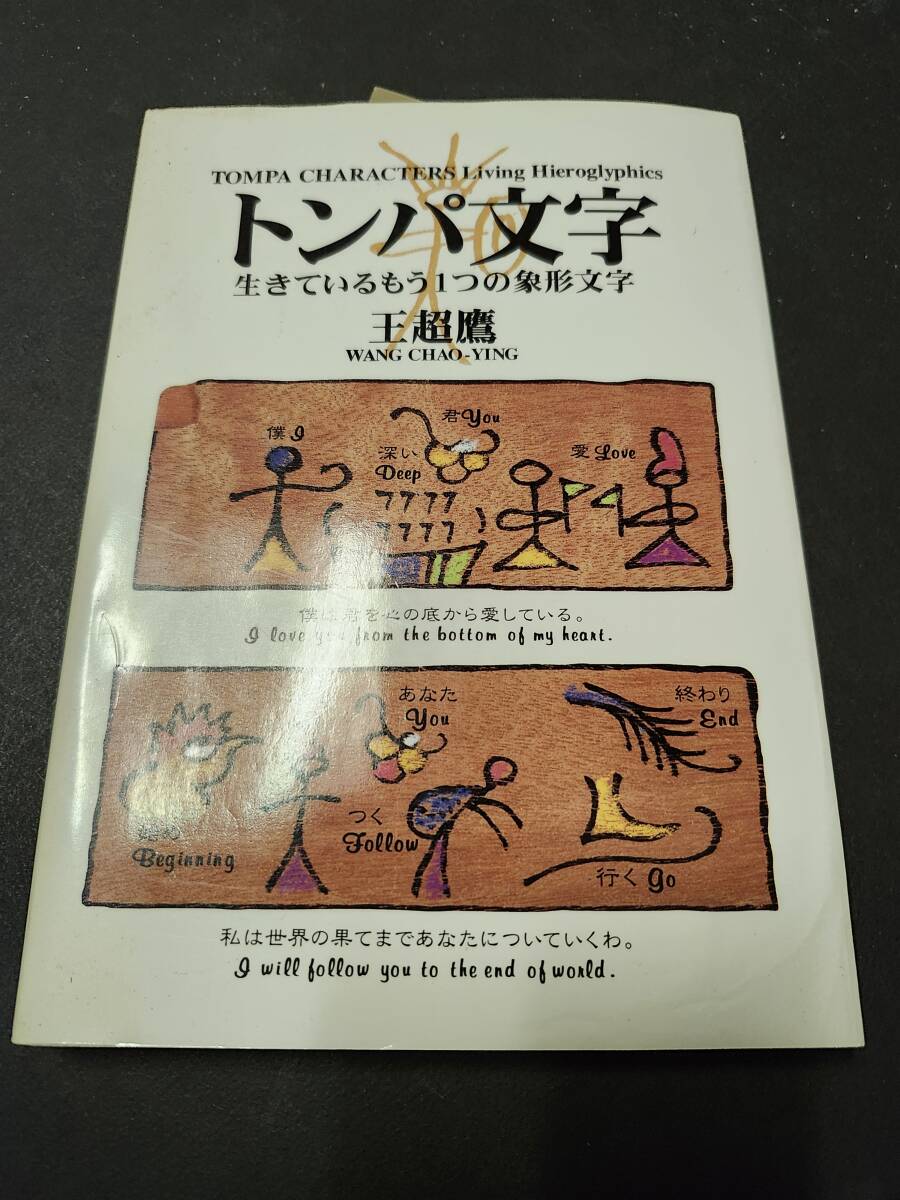 TOMPA CHARACTERS Living Hieroglyphics
トンパ文字
生きているもう1つの象形文字
王超鷹
WANG CHAO-YING
僕 I
君 You
深い
Deep
愛 Love
僕は君を心の底から愛している。
I love you from the bottom of my heart.
あなた
You
終わり
End
つく
Follow
Beginning
行く go
私は世界の果てまであなたについていくわ。
I will follow you to the end of world.